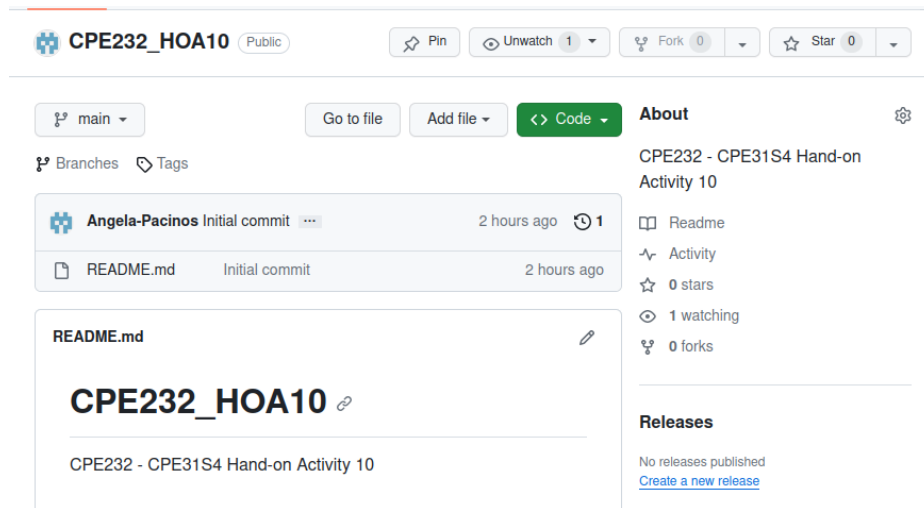 CPE232_HOA10 Public
Pin
Unwatch 1
Fork 0
Star 0
main
Go to file
Add file
<> Code
Branches
Tags
Angela-Pacinos Initial commit ...
2 hours ago
1
README.md
Initial commit
2 hours ago
README.md
CPE232_HOA10
CPE232 - CPE31S4 Hand-on Activity 10
About
CPE232 - CPE31S4 Hand-on
Activity 10
Readme
Activity
0 stars
1 watching
0 forks
Releases
No releases published
Create a new release